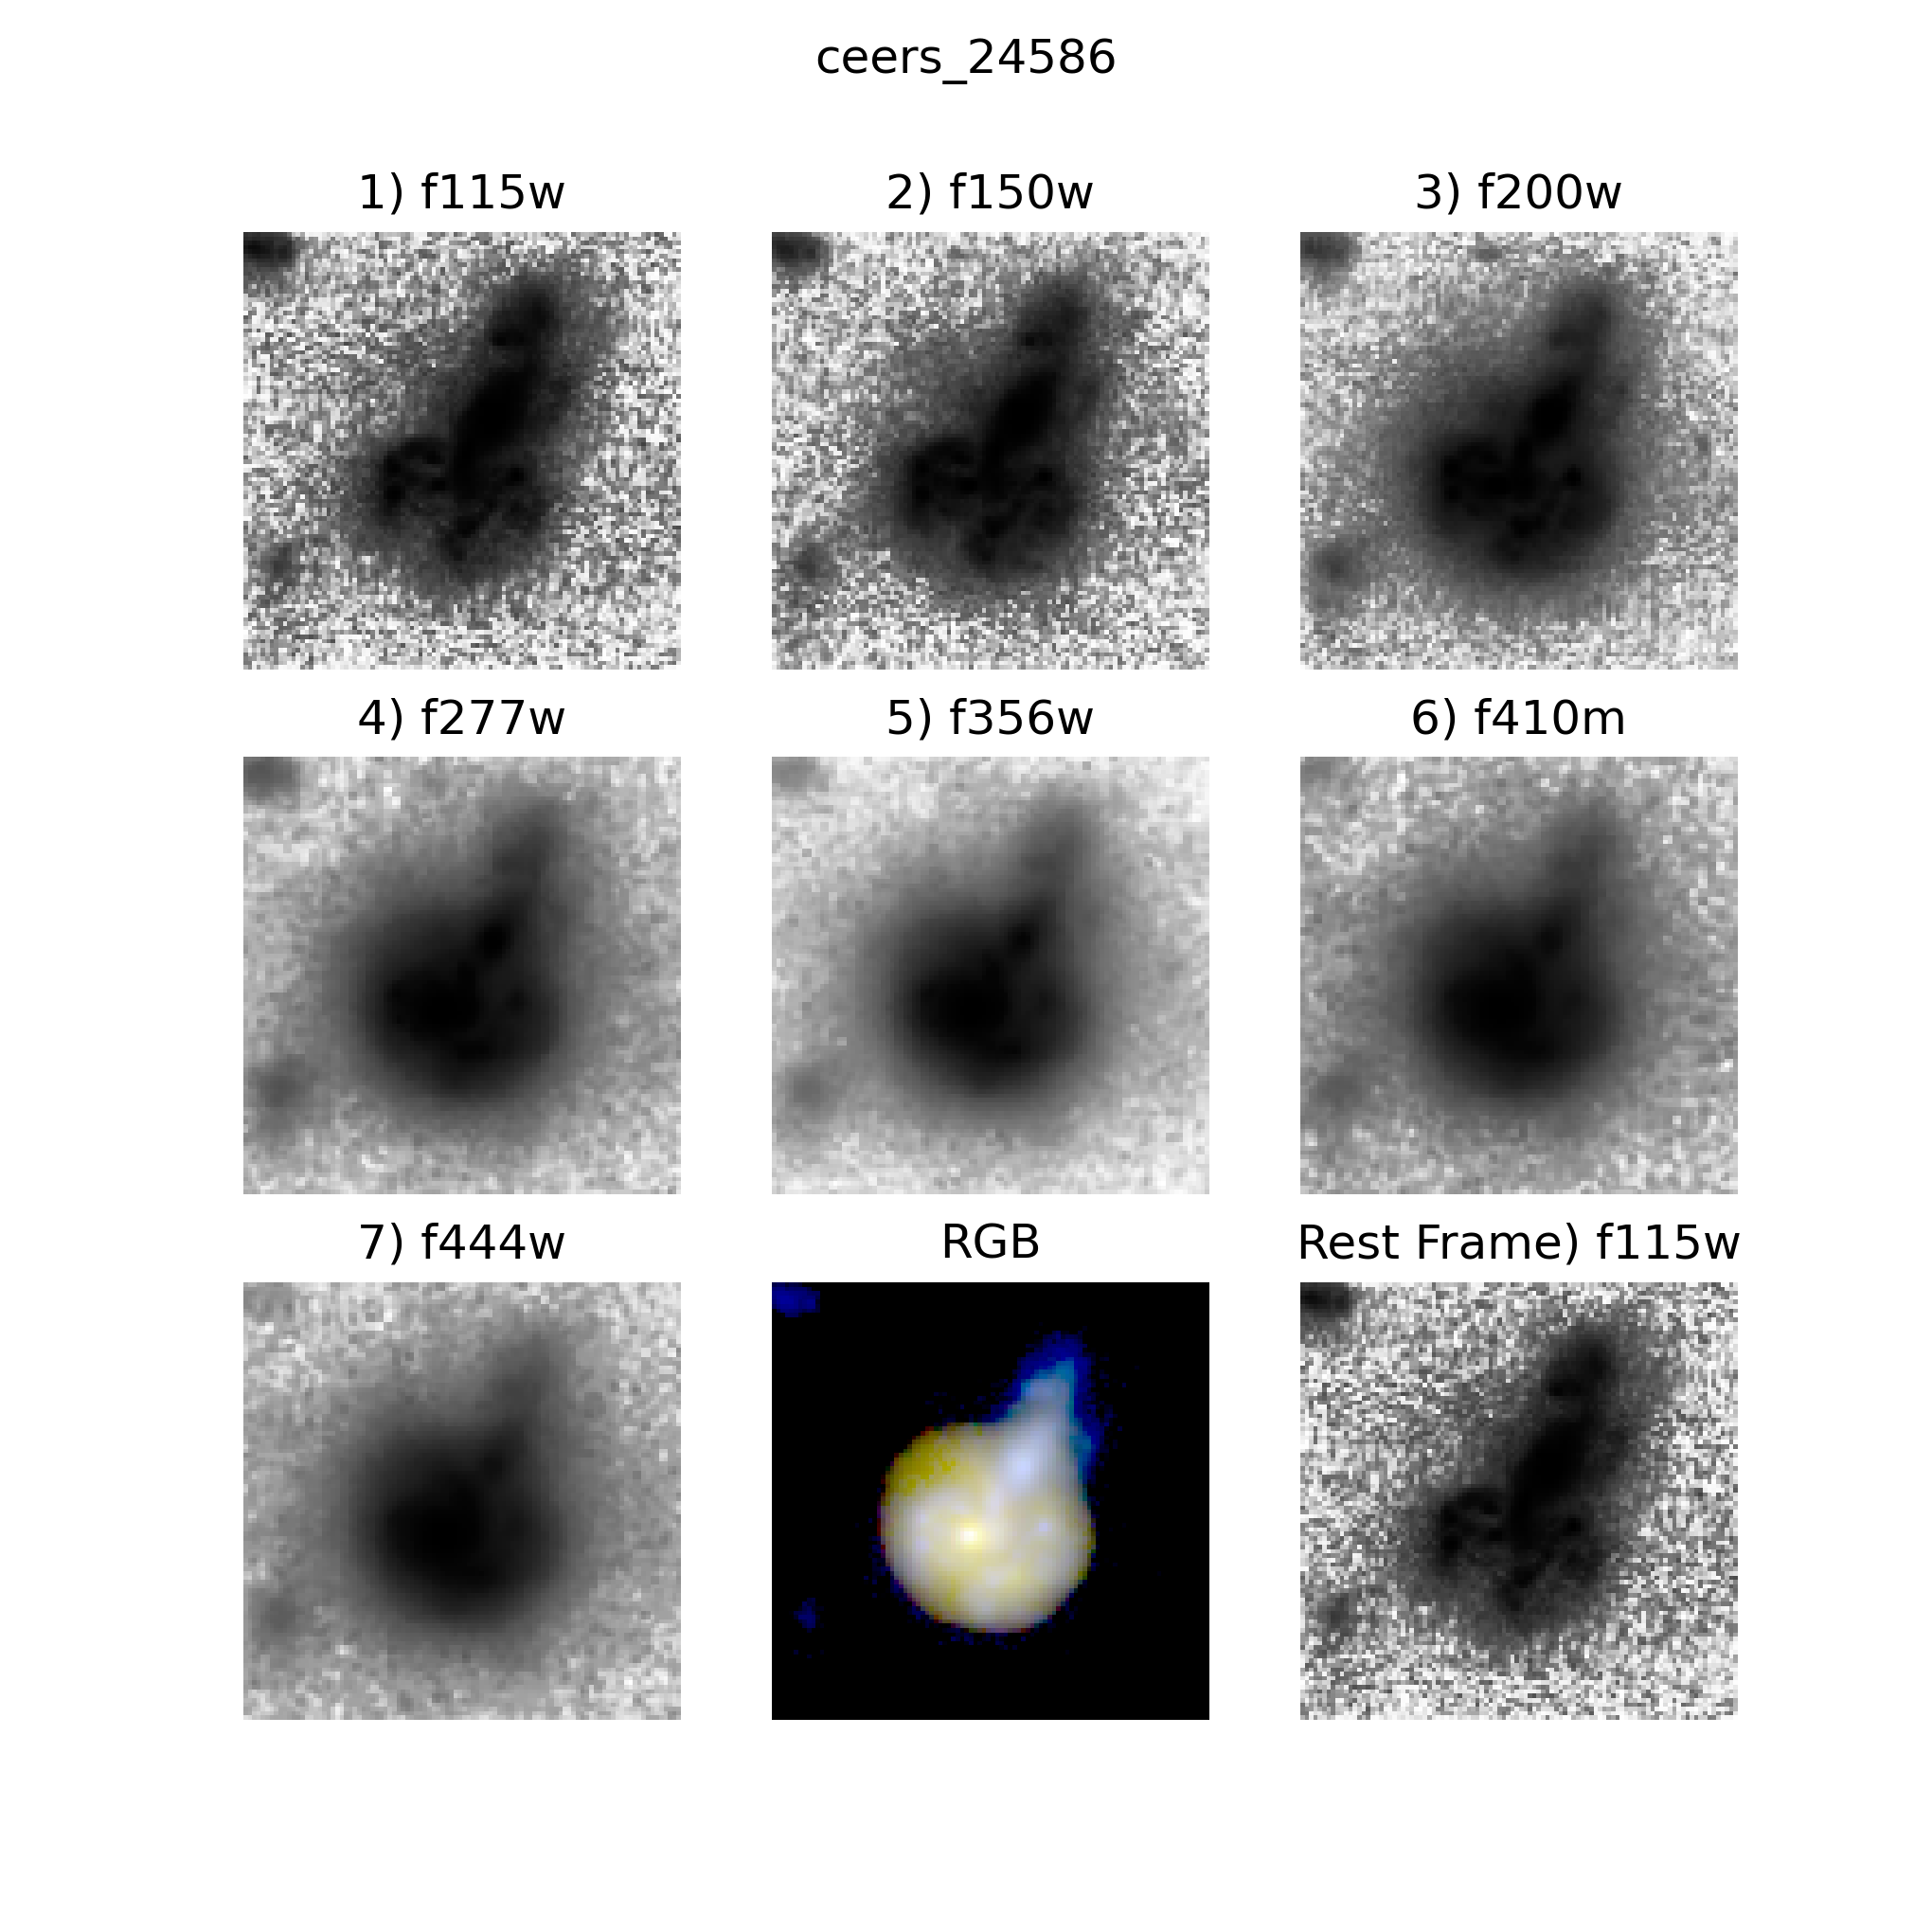 ceers_24586
1) f115w
2) f150w
3) f200w
4) f277w
5) f356w
6) f410m
7) f444w
RGB
Rest Frame) f115w